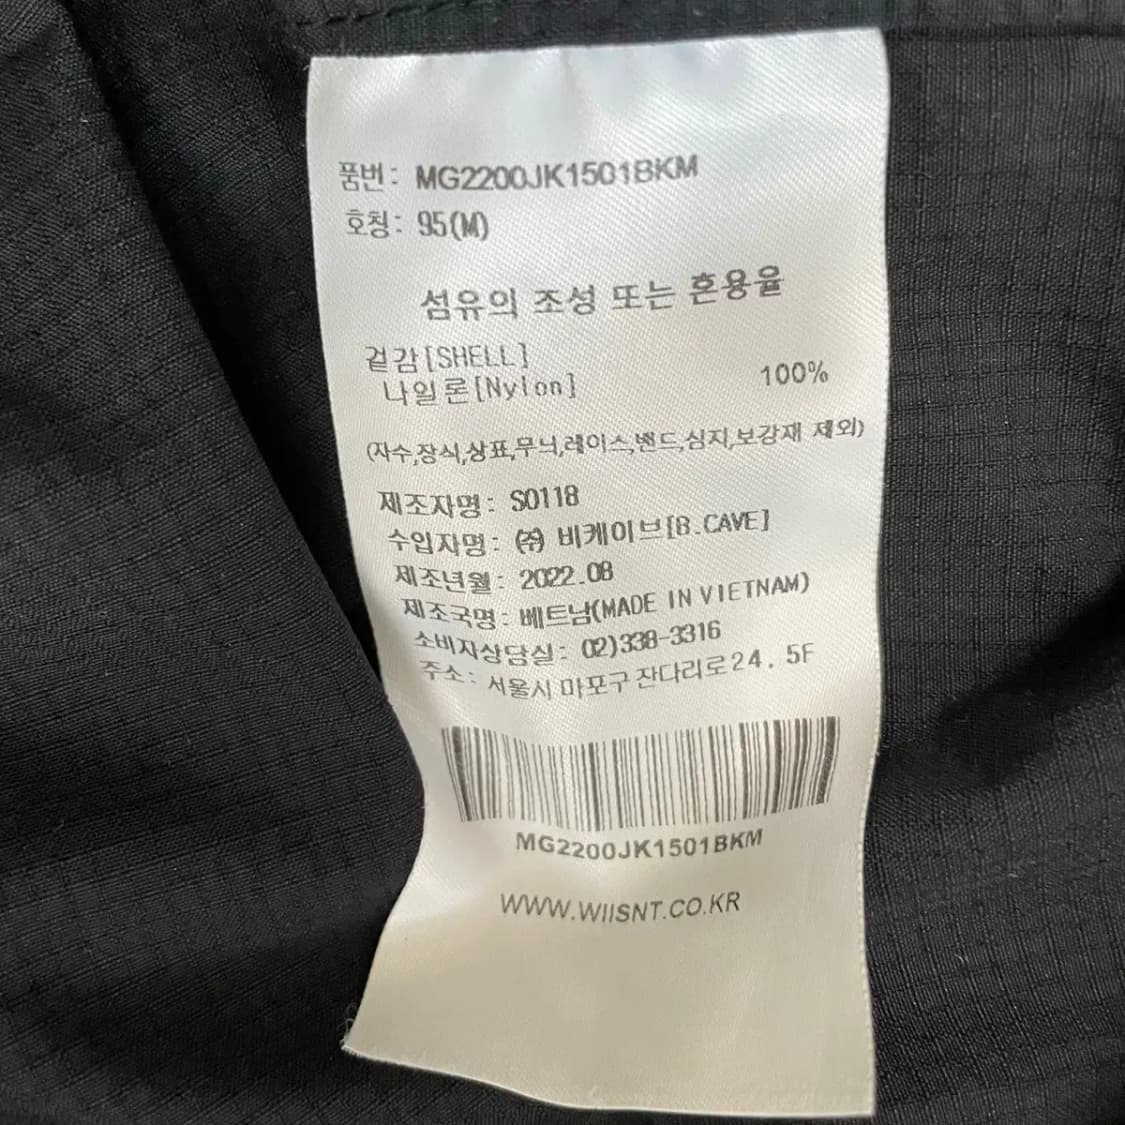 품번: MG2200JK1501BKM
호칭: 95(M)
섬유의 조성 또는 혼용율
겉감[SHELL]
나일론[Nylon] 100%
(자수,장식,상표,무늬,레이스,밴드,심지,보강재 제외)
제조자명: S0118
수입자명: ㈜ 비케이브[B.CAVE]
제조년월: 2022.08
제조국명: 베트남(MADE IN VIETNAM)
소비자상담실: 02)338-3316
주소: 서울시 마포구 잔다리로24. 5F
MG2200JK1501BKM
WWW.WIISNT.CO.KR